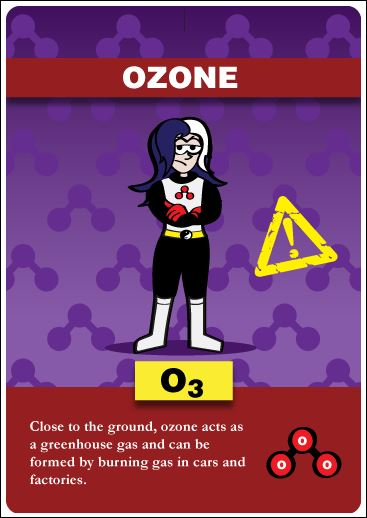 OZONE
!
O₃
Close to the ground, ozone acts as
a greenhouse gas and can be
formed by burning gas in cars and
factories.
O
O O